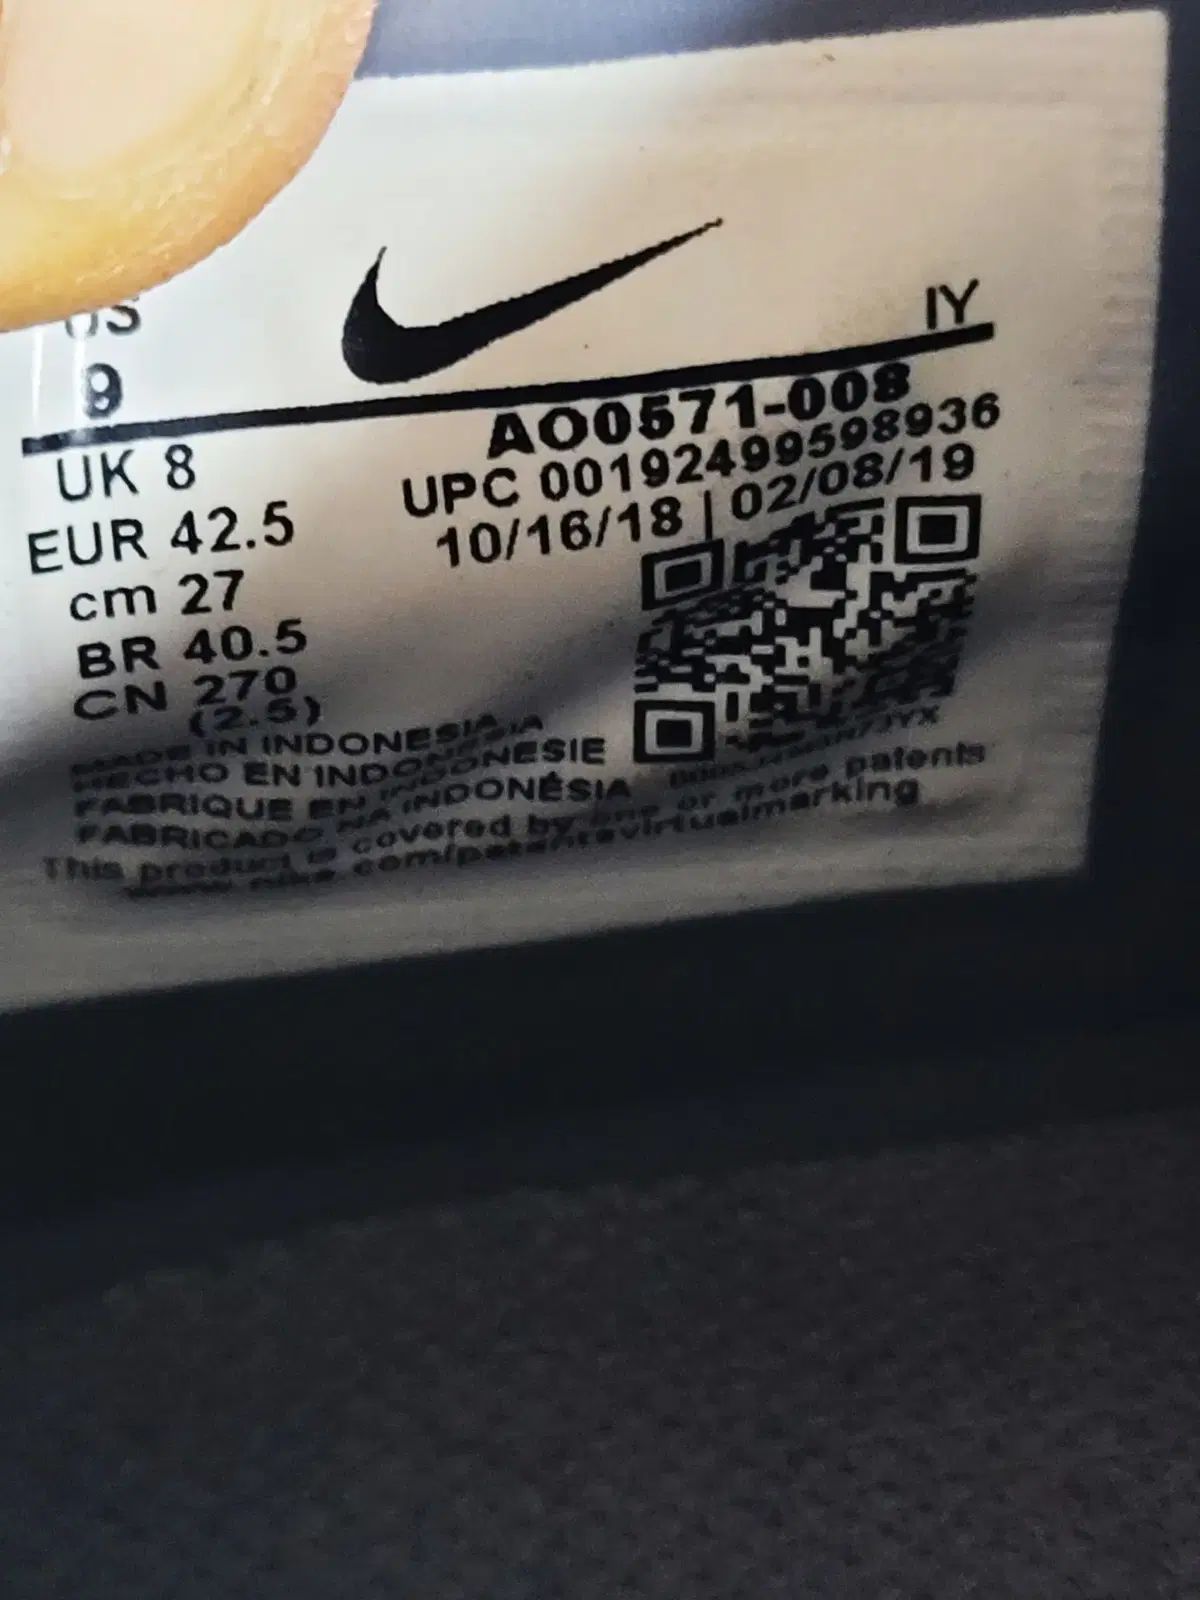 US
9
IY
UK 8
EUR 42.5
cm 27
BR 40.5
CN 270
(2.5)
AO0571-008
UPC 00192499598936
10/16/18 | 02/08/19
MADE IN INDONESIA
HECHO EN INDONESIA
FABRIQUE EN INDONESIE
FABRICADO NA INDONÉSIA
This product is covered by one or more patents
www.nike.com/patentsvirtualmarking